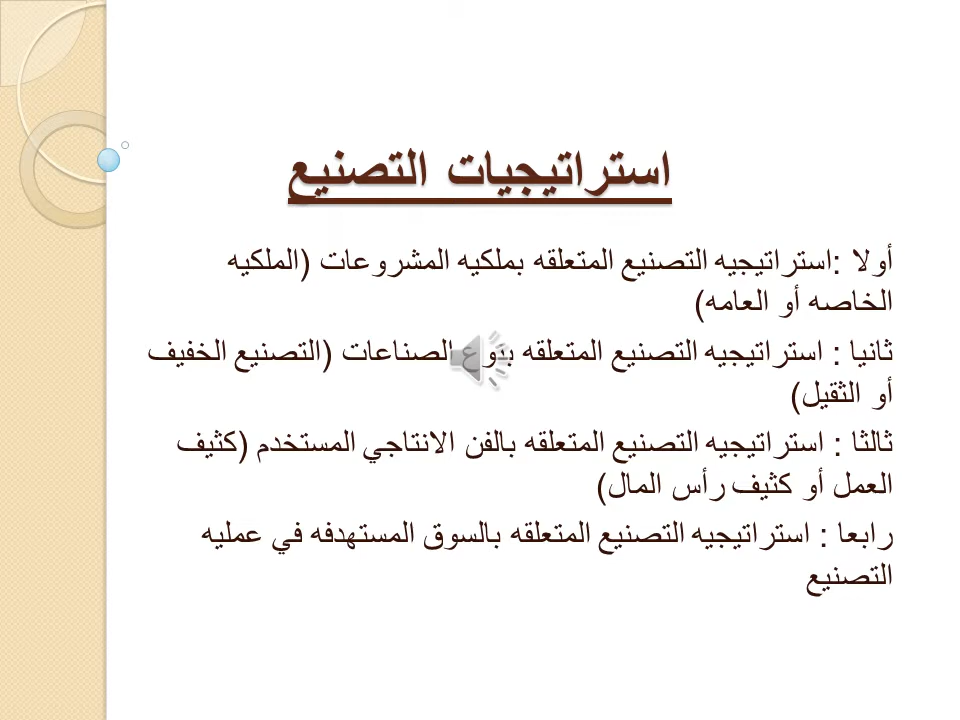 استراتيجيات التصنيع
أولا :استراتيجيه التصنيع المتعلقه بملكيه المشروعات (الملكيه
الخاصه أو العامه)
ثانيا : استراتيجيه التصنيع المتعلقه بنوع الصناعات (التصنيع الخفيف
أو الثقيل)
ثالثا : استراتيجيه التصنيع المتعلقه بالفن الانتاجي المستخدم (كثيف
العمل أو كثيف رأس المال)
رابعا : استراتيجيه التصنيع المتعلقه بالسوق المستهدفه في عمليه
التصنيع